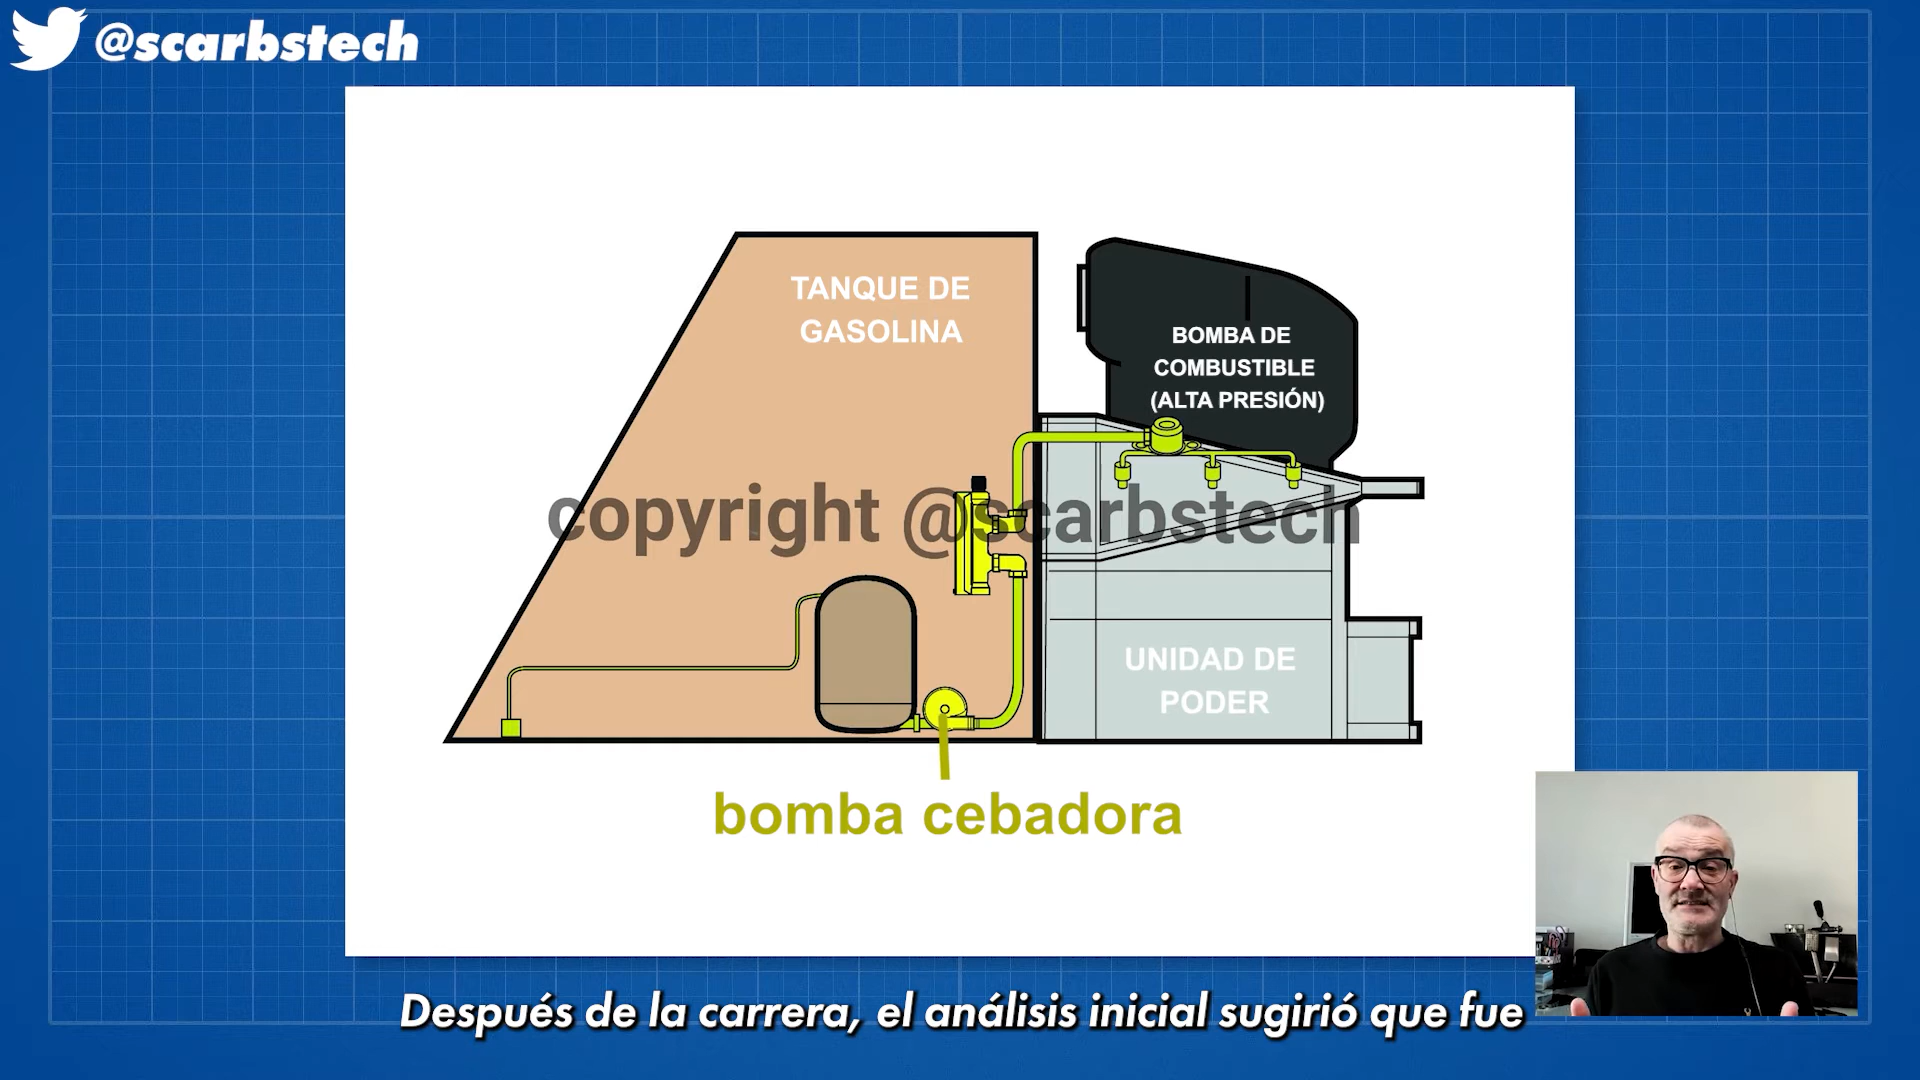 @scarbstech
TANQUE DE
GASOLINA
BOMBA DE
COMBUSTIBLE
(ALTA PRESIÓN)
copyright @scarbstech
UNIDAD DE
PODER
bomba cebadora
Después de la carrera, el análisis inicial sugirió que fue